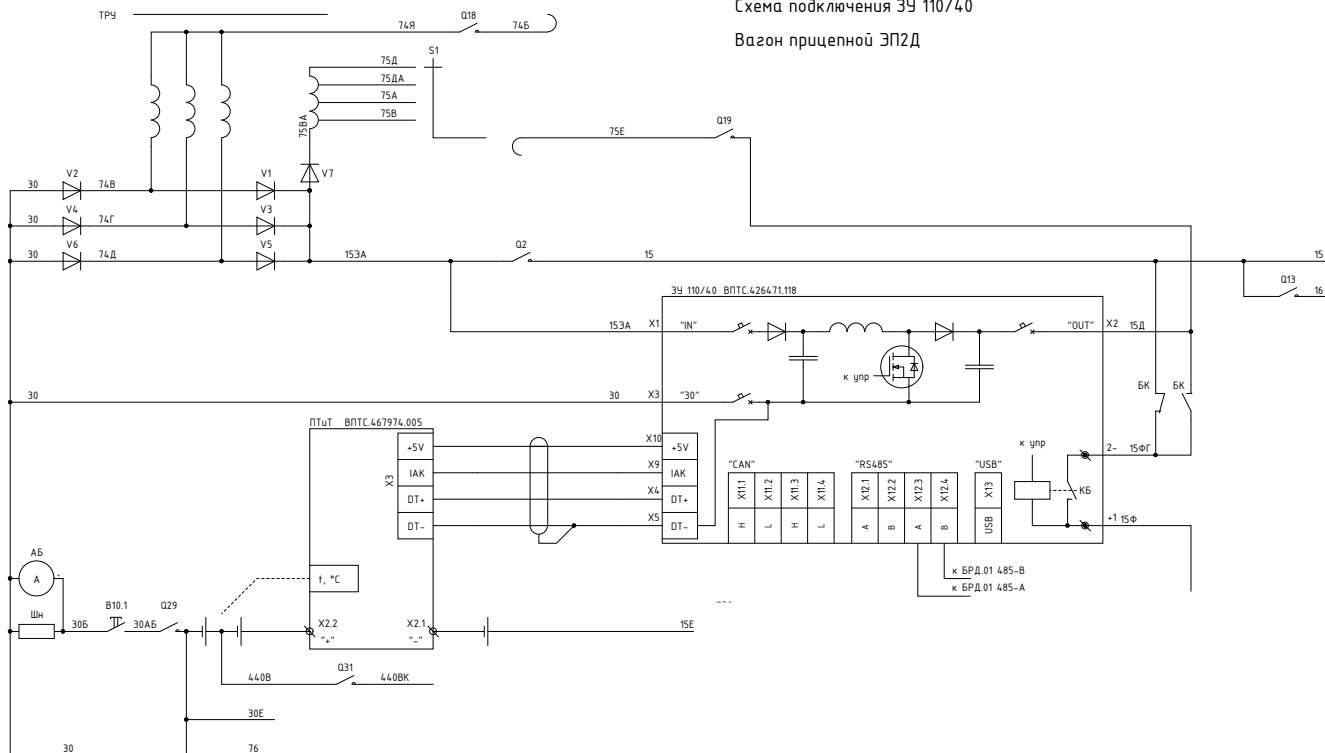 Схема подключения ЗУ 110/40
Вагон прицепной ЭП2Д
ТРУ
74Я
Q18
74Б
S1
75Д
75ДА
75А
75В
75ВА
75Е
Q19
V7
30
V2
74В
V1
30
V4
74Г
V3
30
V6
74Д
V5
153А
Q2
15
15
Q13
16
ЗУ 110/40 ВПТС.426471.118
153А
X1
"IN"
"OUT"
X2
15Д
к упр
30
30
X3
"30"
БК
БК
ПТиТ ВПТС.467974.005
X3
+5V
IAK
DT+
DT-
X10
+5V
X9
IAK
X4
DT+
X5
DT-
"CAN"
X11.1
X11.2
X11.3
X11.4
H
L
H
L
"RS485"
X12.1
X12.2
X12.3
X12.4
A
B
A
B
"USB"
X13
USB
к упр
КБ
2-
15ФГ
+1
15Ф
к БРД.01 485-B
к БРД.01 485-A
АБ
А
Шн
30Б
В10.1
30АБ
Q29
t, °C
X2.2
"+"
X2.1
"-"
15Е
440В
Q31
440ВК
30Е
30
76